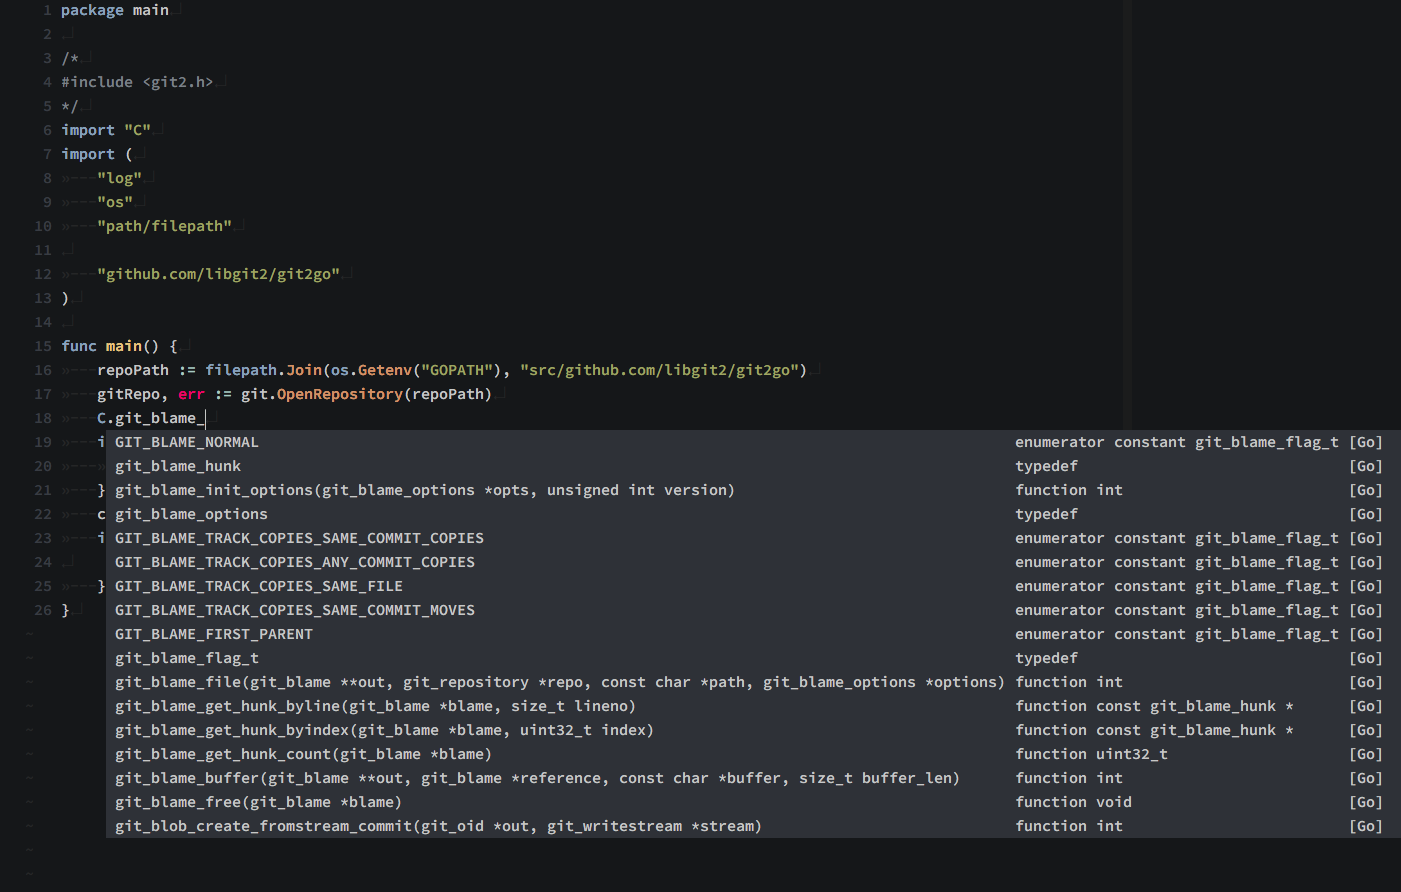 1 package main
2
3 /*
4 #include <git2.h>
5 */
6 import "C"
7 import (
8 "log"
9 "os"
10 "path/filepath"
11
12 "github.com/libgit2/git2go"
13 )
14
15 func main() {
16 repoPath := filepath.Join(os.Getenv("GOPATH"), "src/github.com/libgit2/git2go")
17 gitRepo, err := git.OpenRepository(repoPath)
18 C.git_blame_
19 i GIT_BLAME_NORMAL enumerator constant git_blame_flag_t [Go]
20 git_blame_hunk typedef [Go]
21 } git_blame_init_options(git_blame_options *opts, unsigned int version) function int [Go]
22 c git_blame_options typedef [Go]
23 i GIT_BLAME_TRACK_COPIES_SAME_COMMIT_COPIES enumerator constant git_blame_flag_t [Go]
24 GIT_BLAME_TRACK_COPIES_ANY_COMMIT_COPIES enumerator constant git_blame_flag_t [Go]
25 } GIT_BLAME_TRACK_COPIES_SAME_FILE enumerator constant git_blame_flag_t [Go]
26 } GIT_BLAME_TRACK_COPIES_SAME_COMMIT_MOVES enumerator constant git_blame_flag_t [Go]
~ GIT_BLAME_FIRST_PARENT enumerator constant git_blame_flag_t [Go]
~ git_blame_flag_t typedef [Go]
~ git_blame_file(git_blame **out, git_repository *repo, const char *path, git_blame_options *options) function int [Go]
~ git_blame_get_hunk_byline(git_blame *blame, size_t lineno) function const git_blame_hunk * [Go]
~ git_blame_get_hunk_byindex(git_blame *blame, uint32_t index) function const git_blame_hunk * [Go]
~ git_blame_get_hunk_count(git_blame *blame) function uint32_t [Go]
~ git_blame_buffer(git_blame **out, git_blame *reference, const char *buffer, size_t buffer_len) function int [Go]
~ git_blame_free(git_blame *blame) function void [Go]
~ git_blob_create_fromstream_commit(git_oid *out, git_writestream *stream) function int [Go]
~
~